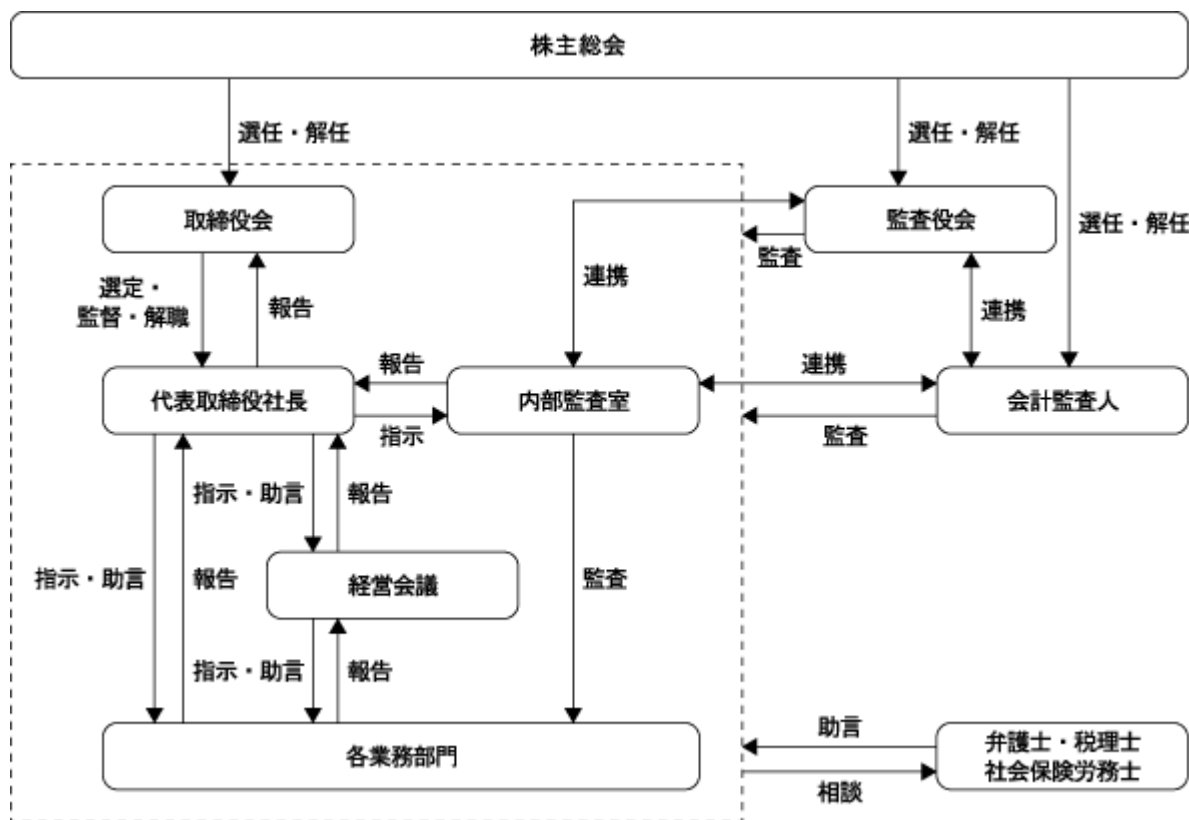 株主総会
選任・解任
選任・解任
取締役会
監査役会
選任・解任
監査
選定・
監督・解職
報告
連携
連携
報告
連携
代表取締役社長
内部監査室
会計監査人
指示
監査
指示・助言
報告
指示・助言
報告
経営会議
監査
指示・助言
報告
各業務部門
助言
弁護士・税理士
社会保険労務士
相談